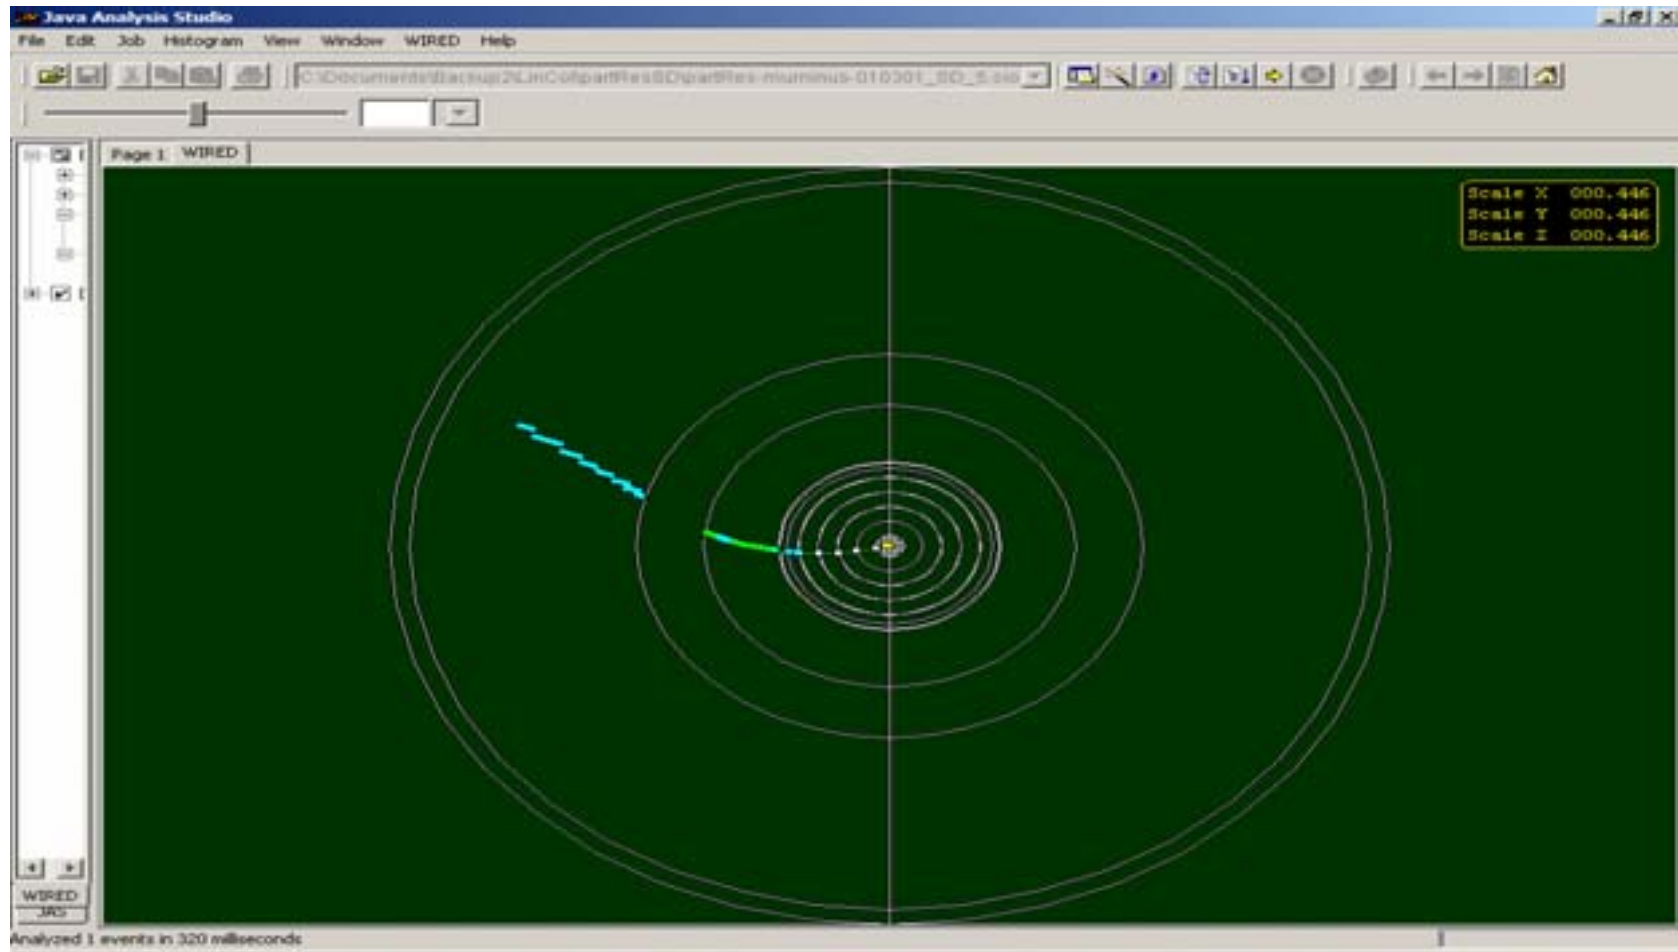 Java Analysis Studio
File Edit Job Histogram View Window WIRED Help
Page 1 WIRED
Scale X 000.446
Scale Y 000.446
Scale Z 000.446
WIRED
JAS
Analyzed 1 events in 320 milliseconds